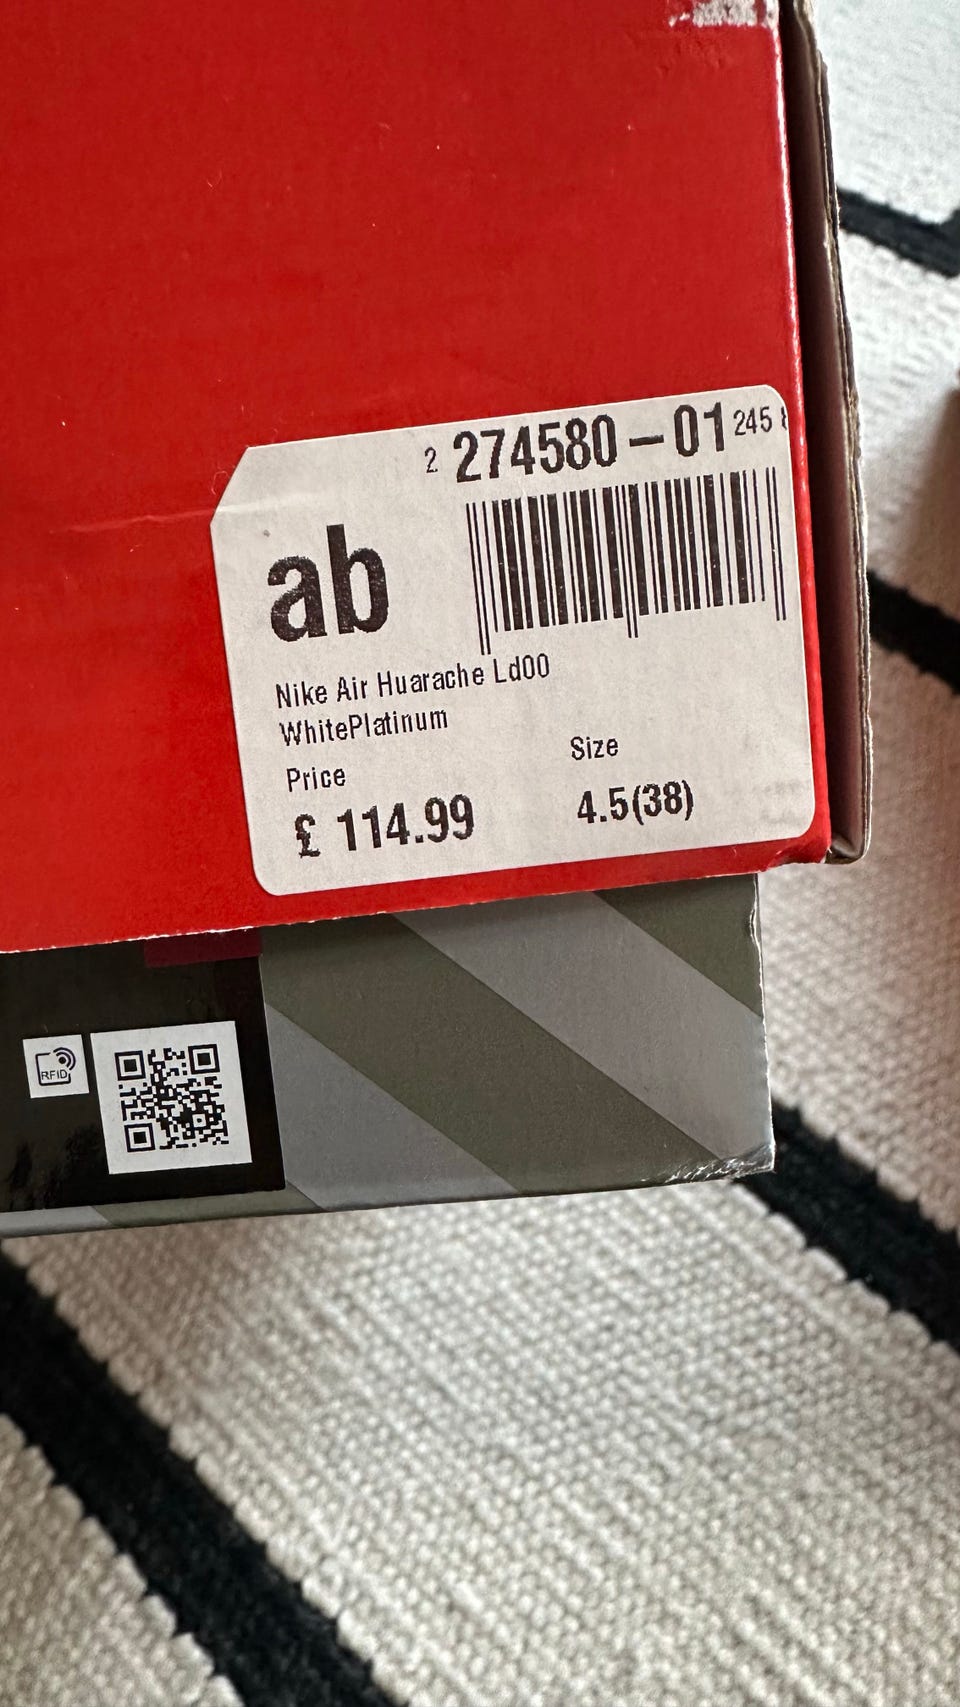 2 274580-01 245
ab
Nike Air Huarache Ld00
WhitePlatinum
Price
Size
£ 114.99
4.5(38)
RFID